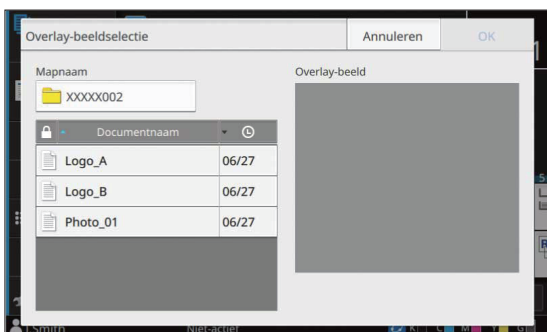 Overlay-beeldselectie
Annuleren
OK
Mapnaam
XXXXX002
Overlay-beeld
Documentnaam
Logo_A 06/27
Logo_B 06/27
Photo_01 06/27
Smith
Niet-actief
K C M Y G